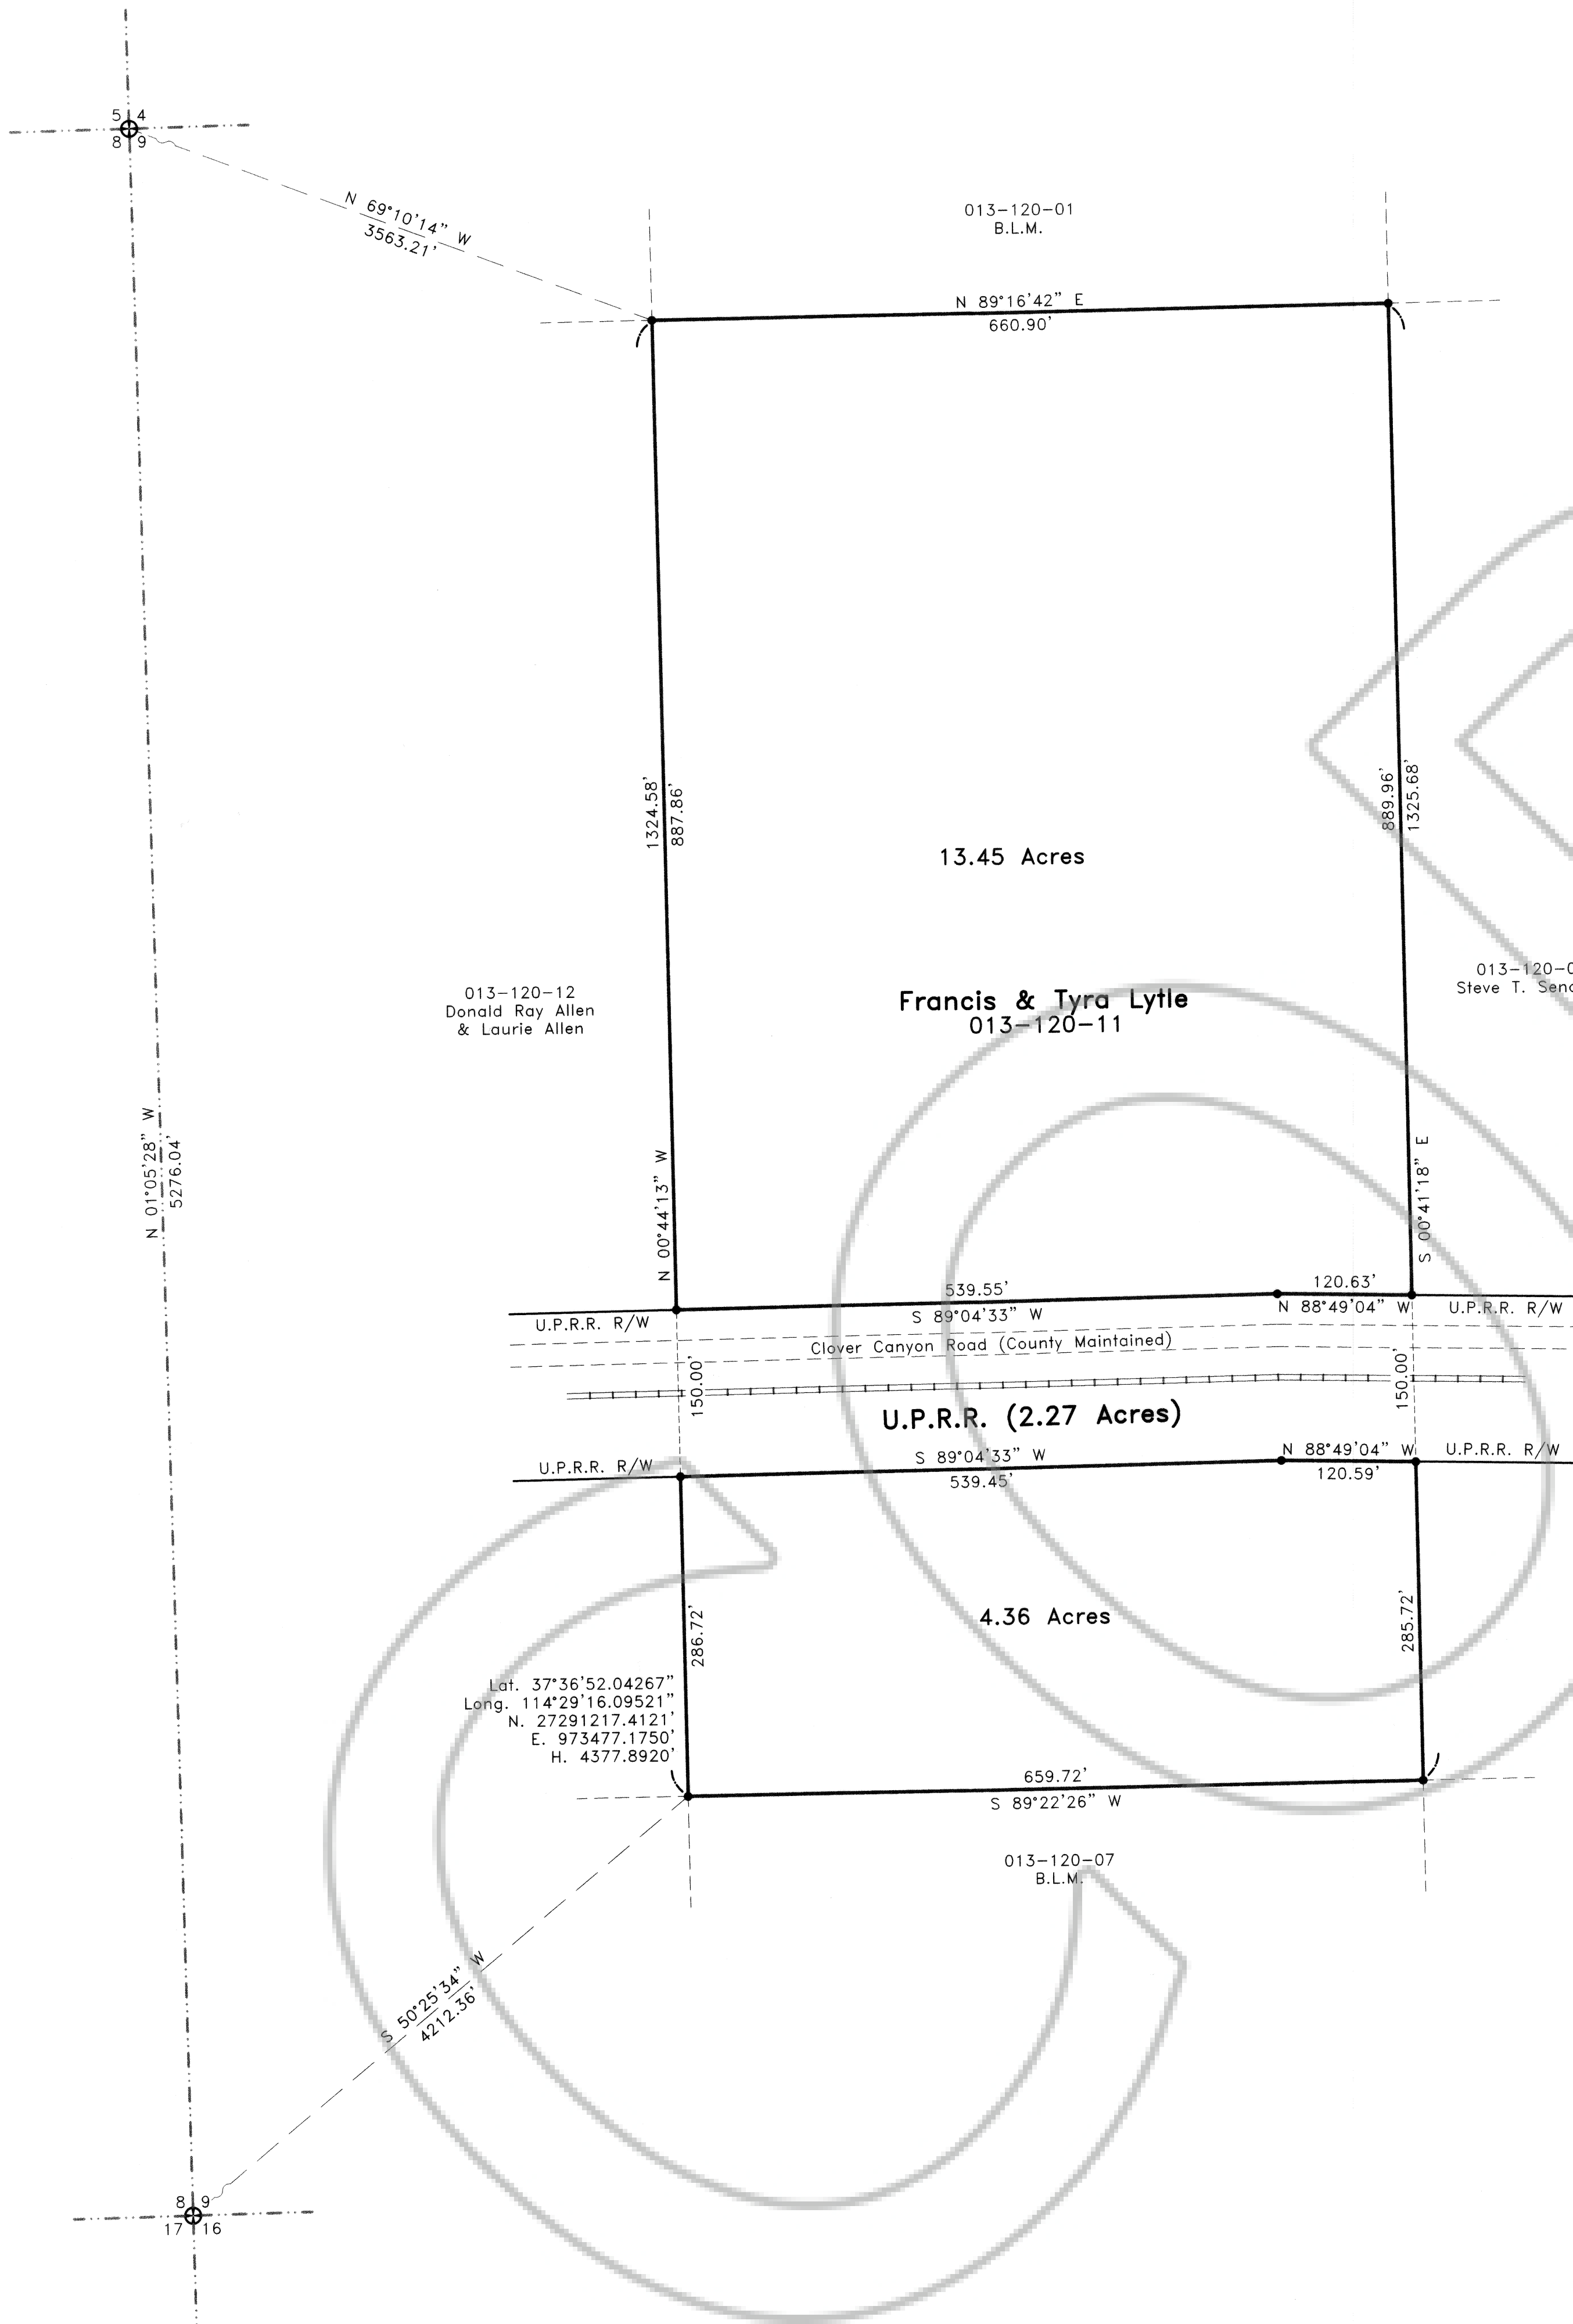 5 4
8 9
N 69°10'14" W
3563.21'
013-120-01
B.L.M.
N 89°16'42" E
660.90'
1324.58'
887.86'
889.96'
1325.68'
13.45 Acres
013-120-12
Donald Ray Allen
& Laurie Allen
Francis & Tyra Lytle
013-120-11
013-120-0
Steve T.
N 01°05'28" W
5276.04'
N 00°44'13" W
S 00°41'18" E
539.55'
120.63'
U.P.R.R. R/W
S 89°04'33" W
N 88°49'04" W
U.P.R.R. R/W
Clover Canyon Road (County Maintained)
150.00'
150.00'
U.P.R.R. (2.27 Acres)
U.P.R.R. R/W
S 89°04'33" W
539.45'
N 88°49'04" W
120.59'
U.P.R.R. R/W
286.72'
4.36 Acres
285.72'
Lat. 37°36'52.04267"
Long. 114°29'16.09521"
N. 27291217.4121'
E. 973477.1750'
H. 4377.8920'
659.72'
S 89°22'26" W
013-120-07
B.L.M.
S 50°25'34" W
4212.36'
8 9
17 16